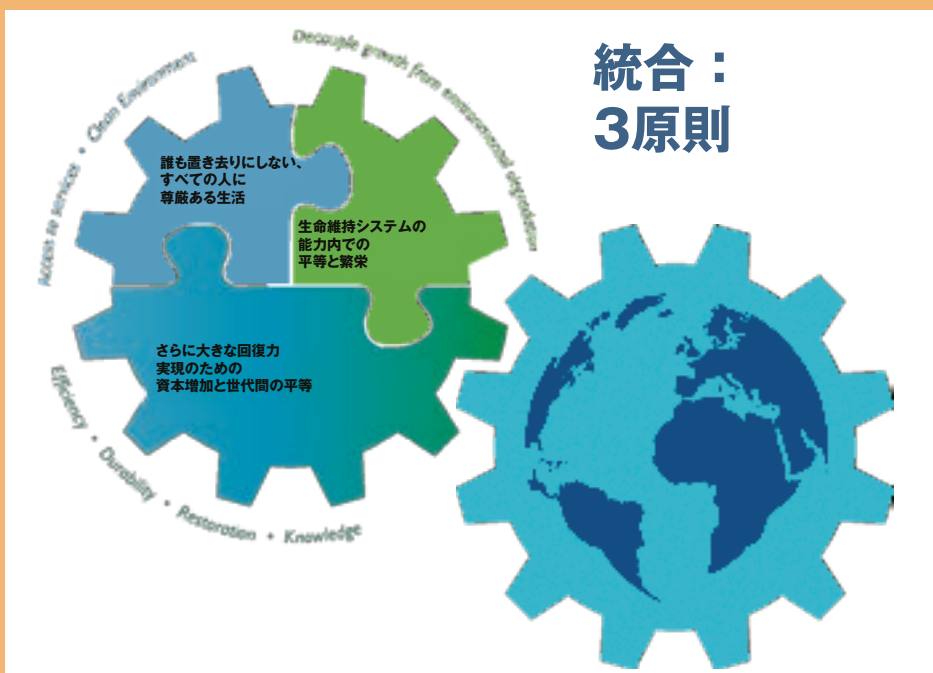 統合：
3原則
Decouple growth from environmental degradation
Access to services • Clean Environment
誰も置き去りにしない、
すべての人に
尊厳ある生活
生命維持システムの
能力内での
平等と繁栄
さらに大きな回復力
実現のための
資本増加と世代間の平等
Efficiency • Durability • Restoration • Knowledge